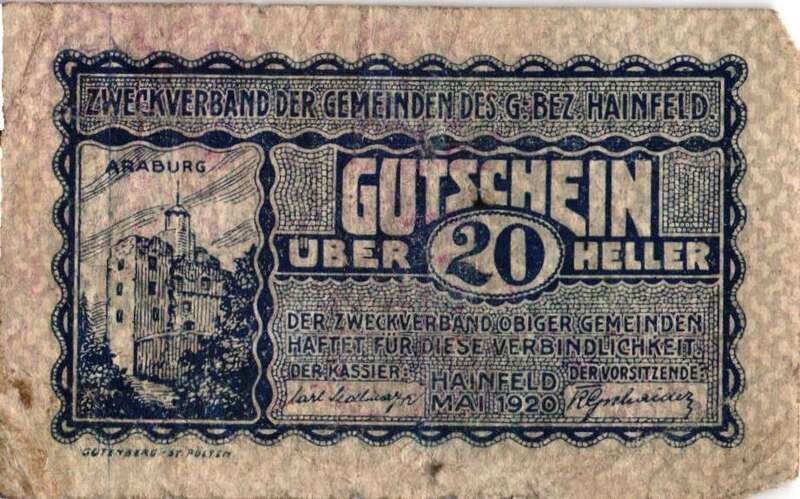 ZWECKVERBAND DER GEMEINDEN DES G. BEZ. HAINFELD.
ARABURG
GUTSCHEIN
ÜBER 20 HELLER
DER ZWECKVERBAND OBIGER GEMEINDEN
HAFTET FÜR DIESE VERBINDLICHKEIT.
DER KASSIER:
HAINFELD
MAI 1920
DER VORSITZENDE:
Karl
GUTENBERG - ST. PÖLTEN